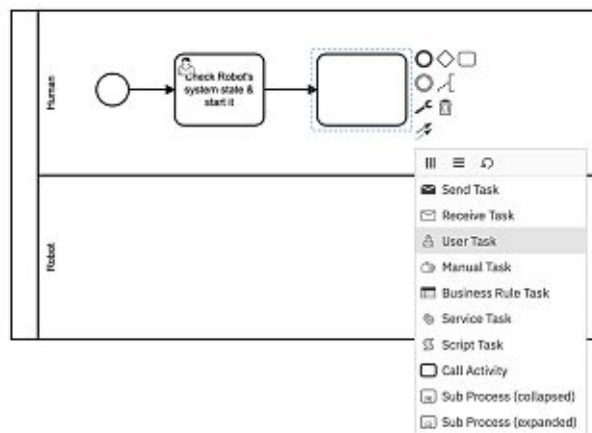 Human
Check Robot's
system state &
start it
Robot
Send Task
Receive Task
User Task
Manual Task
Business Rule Task
Service Task
Script Task
Call Activity
Sub Process (collapsed)
Sub Process (expanded)